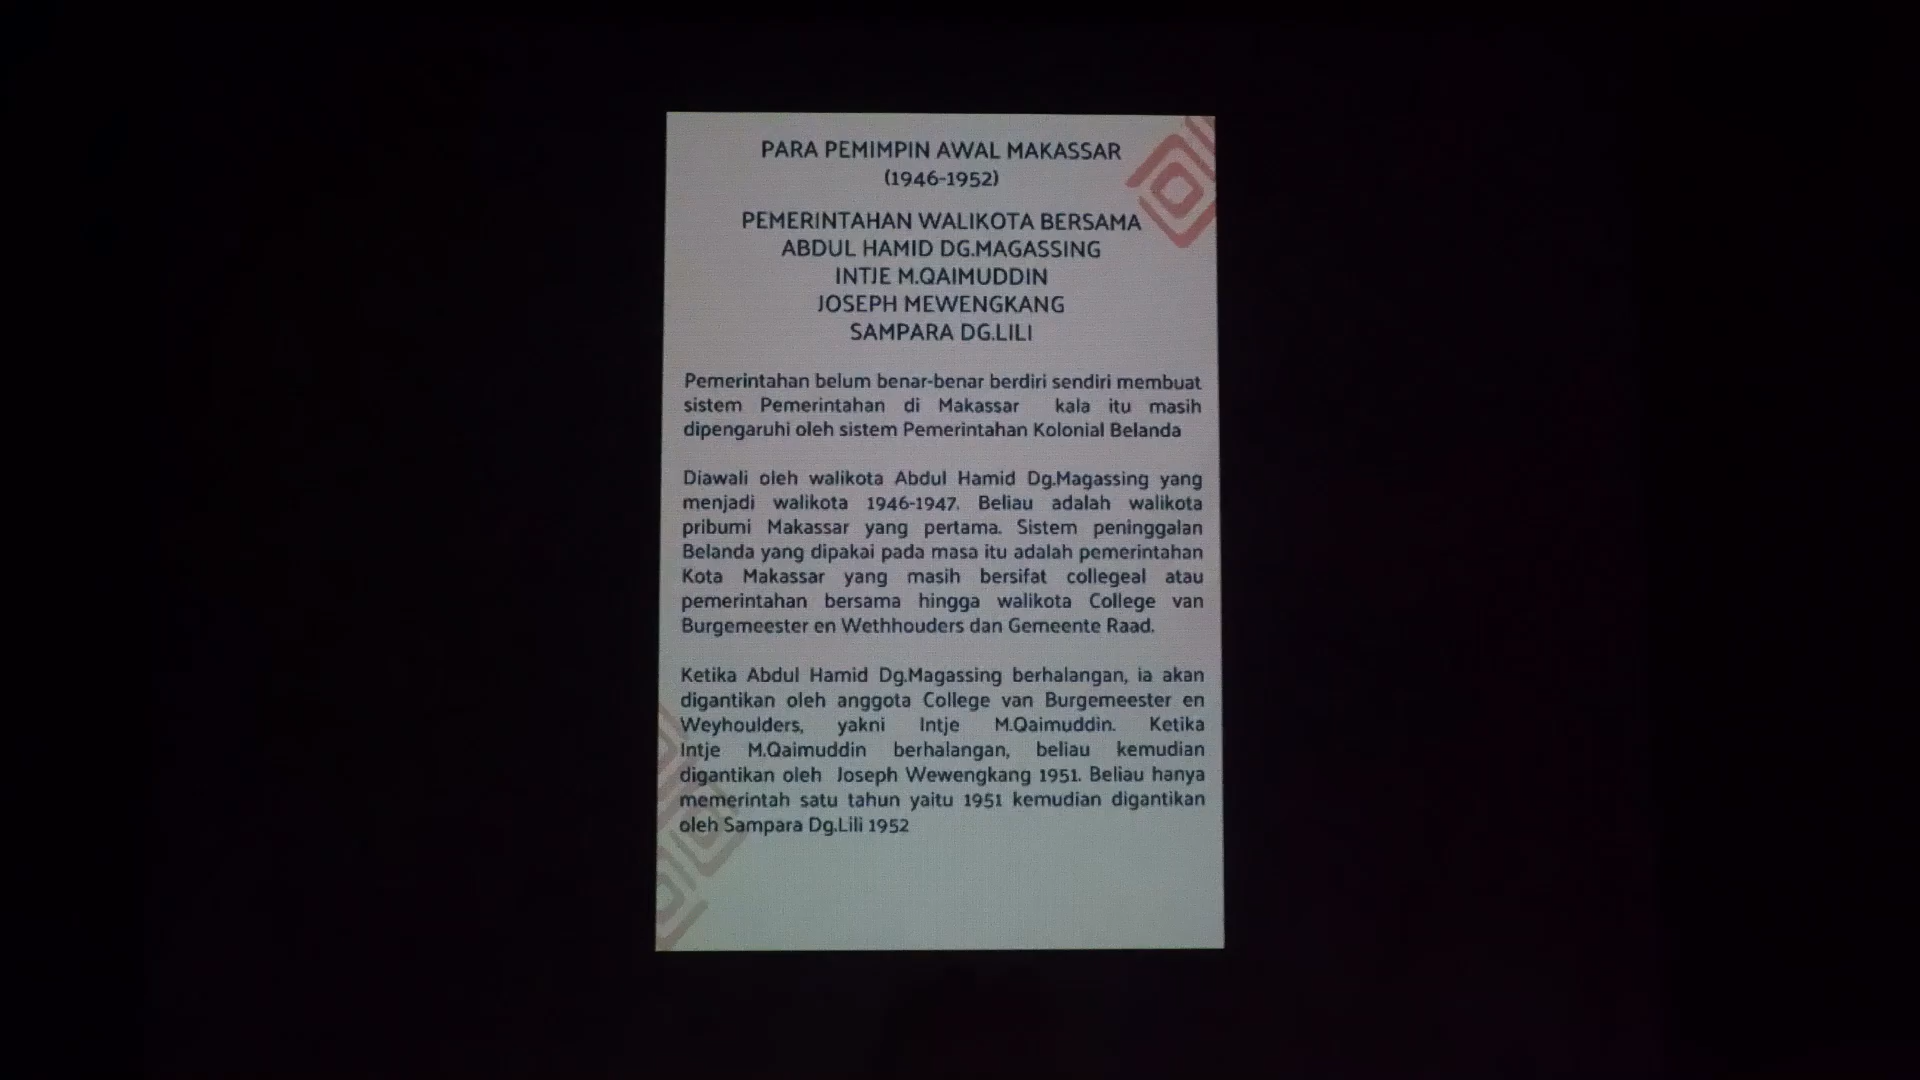 PARA PEMIMPIN AWAL MAKASSAR
(1946-1952)
PEMERINTAHAN WALIKOTA BERSAMA
ABDUL HAMID DG.MAGASSING
INTJE M.QAIMUDDIN
JOSEPH MEWENGKANG
SAMPARA DG.LILI
Pemerintahan belum benar-benar berdiri sendiri membuat
sistem Pemerintahan di Makassar kala itu masih
dipengaruhi oleh sistem Pemerintahan Kolonial Belanda
Diawali oleh walikota Abdul Hamid Dg.Magassing yang
menjadi walikota 1946-1947. Beliau adalah walikota
pribumi Makassar yang pertama. Sistem peninggalan
Belanda yang dipakai pada masa itu adalah pemerintahan
Kota Makassar yang masih bersifat collegeal atau
pemerintahan bersama hingga walikota College van
Burgemeester en Wethhouders dan Gemeente Raad.
Ketika Abdul Hamid Dg.Magassing berhalangan, ia akan
digantikan oleh anggota College van Burgemeester en
Weyhoulders, yakni Intje M.Qaimuddin. Ketika
Intje M.Qaimuddin berhalangan, beliau kemudian
digantikan oleh Joseph Wewengkang 1951. Beliau hanya
memerintah satu tahun yaitu 1951 kemudian digantikan
oleh Sampara Dg.Lili 1952